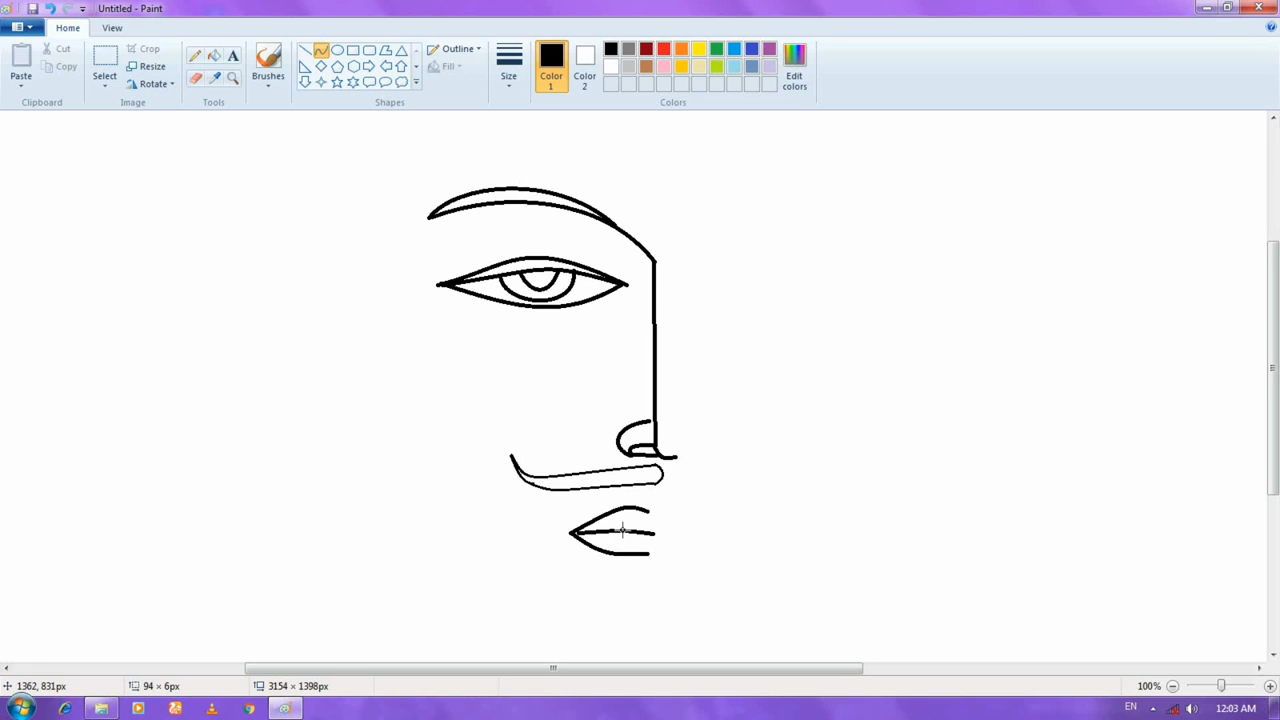 Untitled - Paint
Home
View
Paste
Cut
Copy
Clipboard
Select
Crop
Resize
Rotate
Image
A
Tools
Brushes
Outline
Fill
Shapes
Size
Color 1
Color 2
Edit colors
Colors
1362, 831px
94 × 6px
3154 × 1398px
100%
EN
12:03 AM